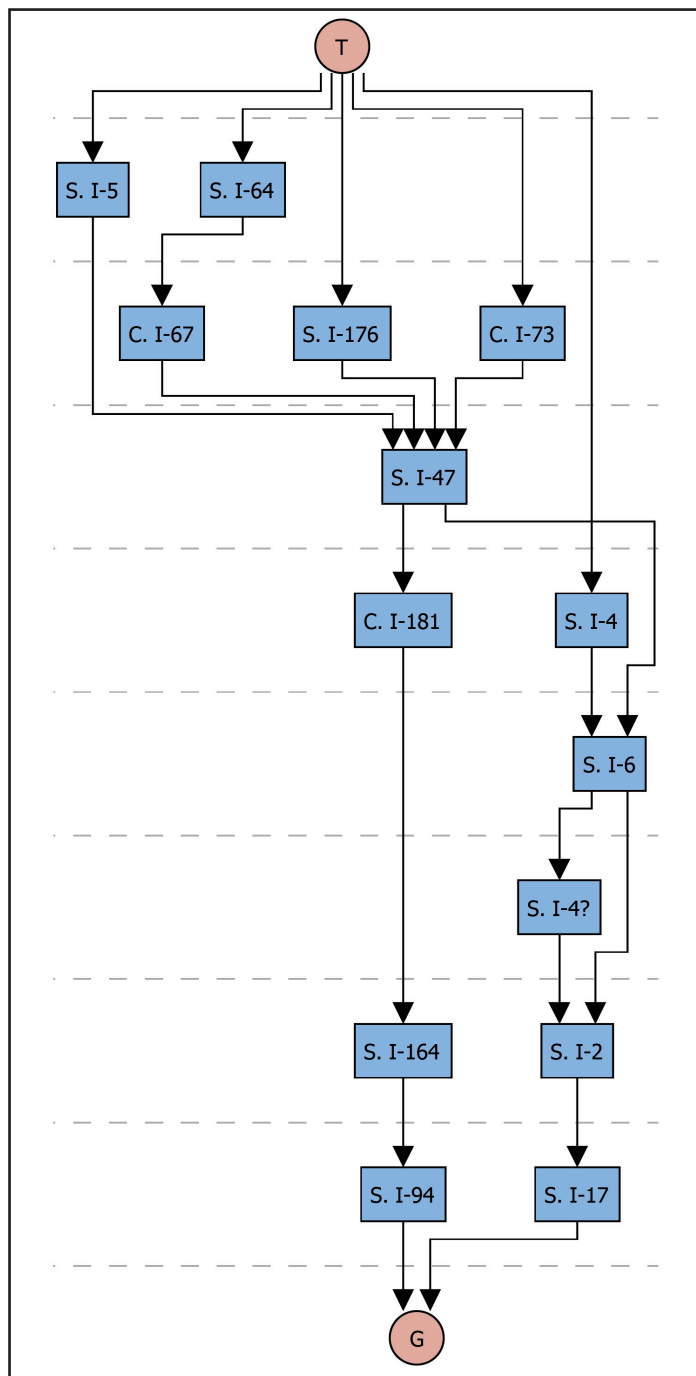 T
S. I-5
S. I-64
C. I-67
S. I-176
C. I-73
S. I-47
C. I-181
S. I-4
S. I-6
S. I-4?
S. I-164
S. I-2
S. I-94
S. I-17
G